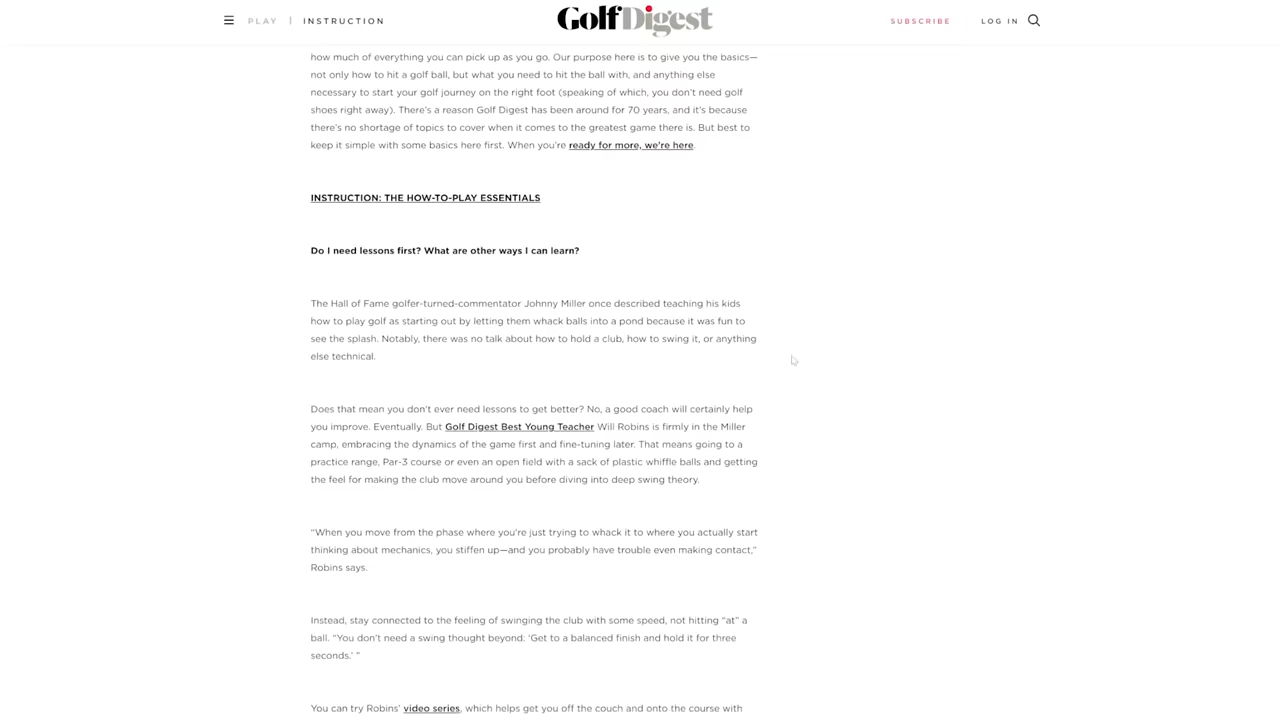 PLAY | INSTRUCTION
GolfDigest
SUBSCRIBE
LOG IN
how much of everything you can pick up as you go. Our purpose here is to give you the basics—
not only how to hit a golf ball, but what you need to hit the ball with, and anything else
necessary to start your golf journey on the right foot (speaking of which, you don’t need golf
shoes right away). There’s a reason Golf Digest has been around for 70 years, and it’s because
there’s no shortage of topics to cover when it comes to the greatest game there is. But best to
keep it simple with some basics here first. When you’re ready for more, we’re here.
INSTRUCTION: THE HOW-TO-PLAY ESSENTIALS
Do I need lessons first? What are other ways I can learn?
The Hall of Fame golfer-turned-commentator Johnny Miller once described teaching his kids
how to play golf as starting out by letting them whack balls into a pond because it was fun to
see the splash. Notably, there was no talk about how to hold a club, how to swing it, or anything
else technical.
Does that mean you don’t ever need lessons to get better? No, a good coach will certainly help
you improve. Eventually. But Golf Digest Best Young Teacher Will Robins is firmly in the Miller
camp, embracing the dynamics of the game first and fine-tuning later. That means going to a
practice range, Par-3 course or even an open field with a sack of plastic whiffle balls and getting
the feel for making the club move around you before diving into deep swing theory.
“When you move from the phase where you’re just trying to whack it to where you actually start
thinking about mechanics, you stiffen up—and you probably have trouble even making contact,”
Robins says.
Instead, stay connected to the feeling of swinging the club with some speed, not hitting “at” a
ball. “You don’t need a swing thought beyond: ‘Get to a balanced finish and hold it for three
seconds.’ ”
You can try Robins’ video series, which helps get you off the couch and onto the course with